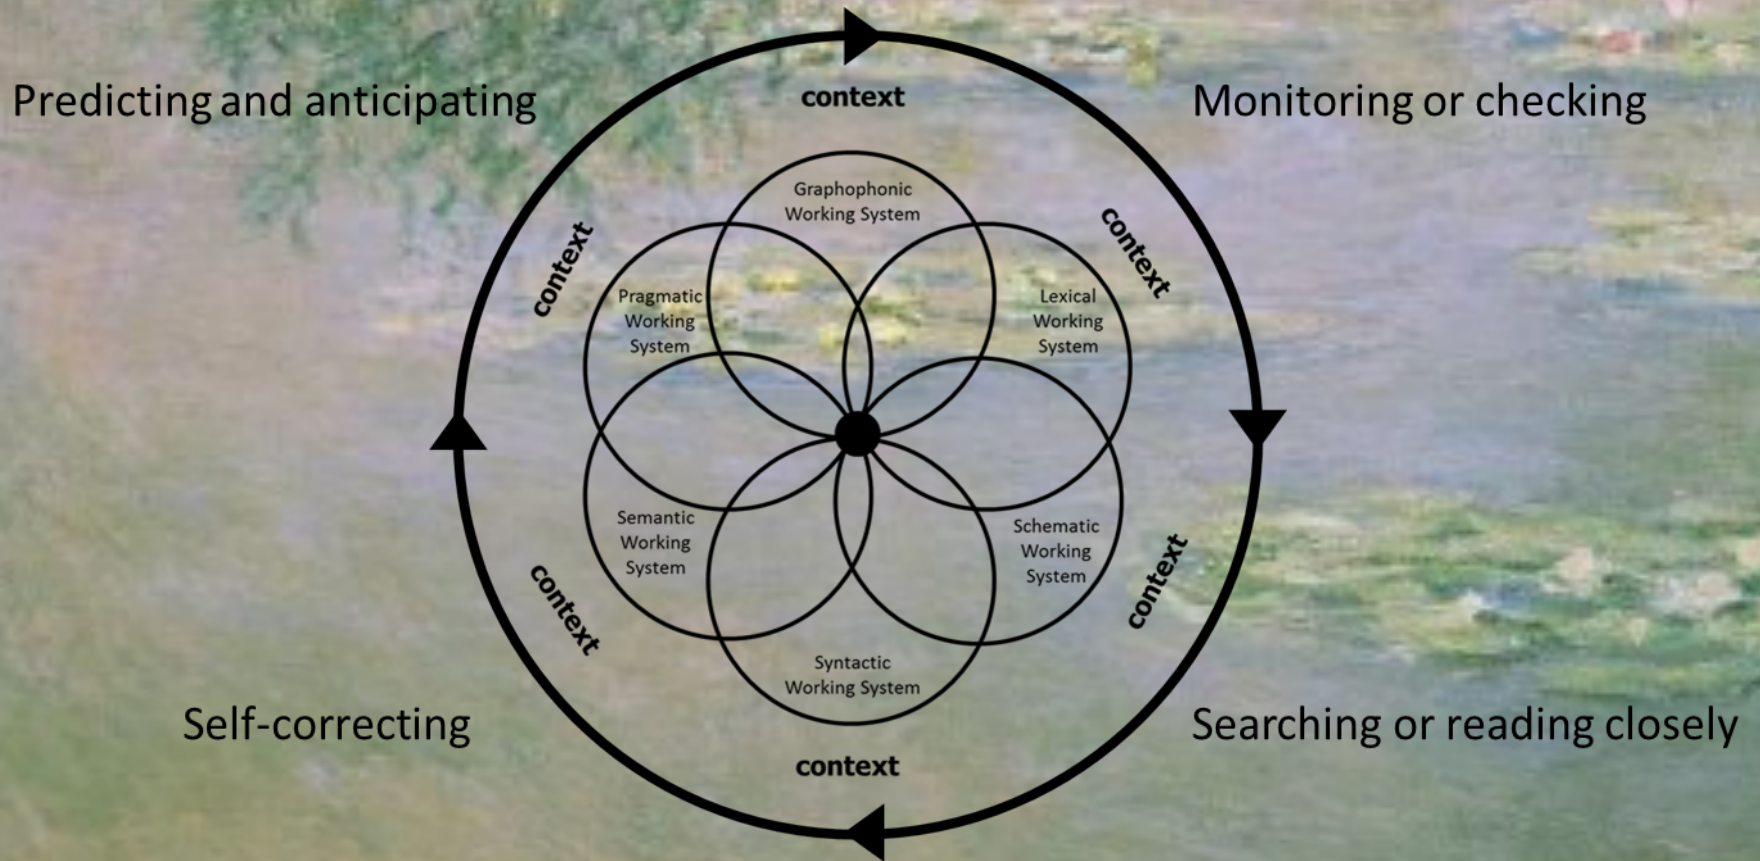 context
Predicting and anticipating
Monitoring or checking
Graphophonic
Working System
context
context
Pragmatic
Working
System
Lexical
Working
System
Semantic
Working
System
Schematic
Working
System
context
context
Syntactic
Working System
Self-correcting
Searching or reading closely
context